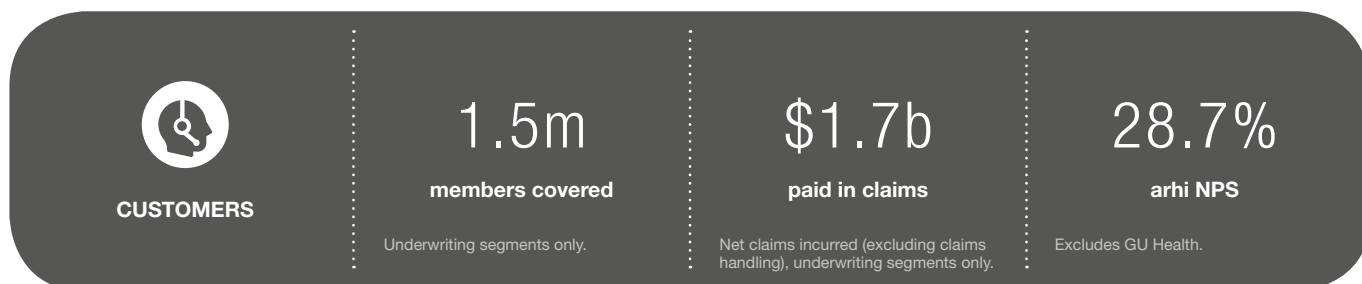 CUSTOMERS
1.5m
members covered
Underwriting segments only.
$1.7b
paid in claims
Net claims incurred (excluding claims
handling), underwriting segments only.
28.7%
arhi NPS
Excludes GU Health.